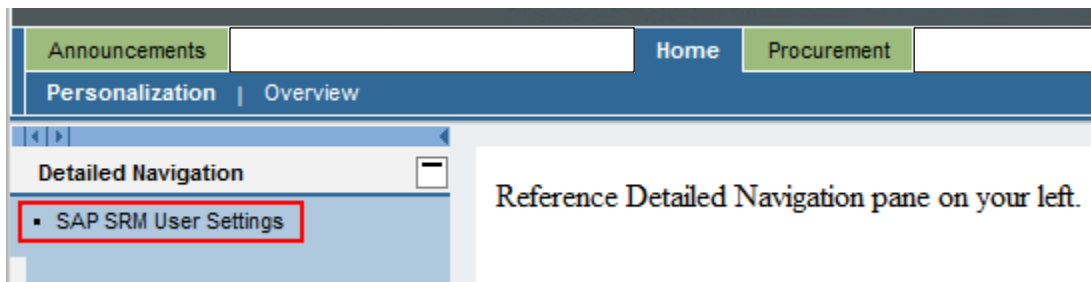 Announcements Home Procurement
Personalization | Overview
Detailed Navigation
▪ SAP SRM User Settings
Reference Detailed Navigation pane on your left.